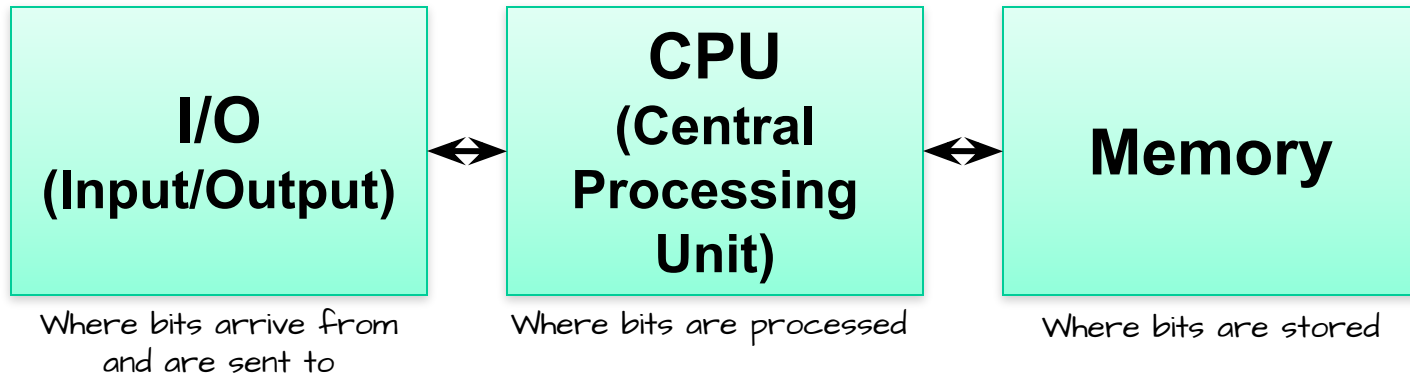 I/O
(Input/Output)
CPU
(Central
Processing
Unit)
Memory
Where bits arrive from
and are sent to
Where bits are processed
Where bits are stored